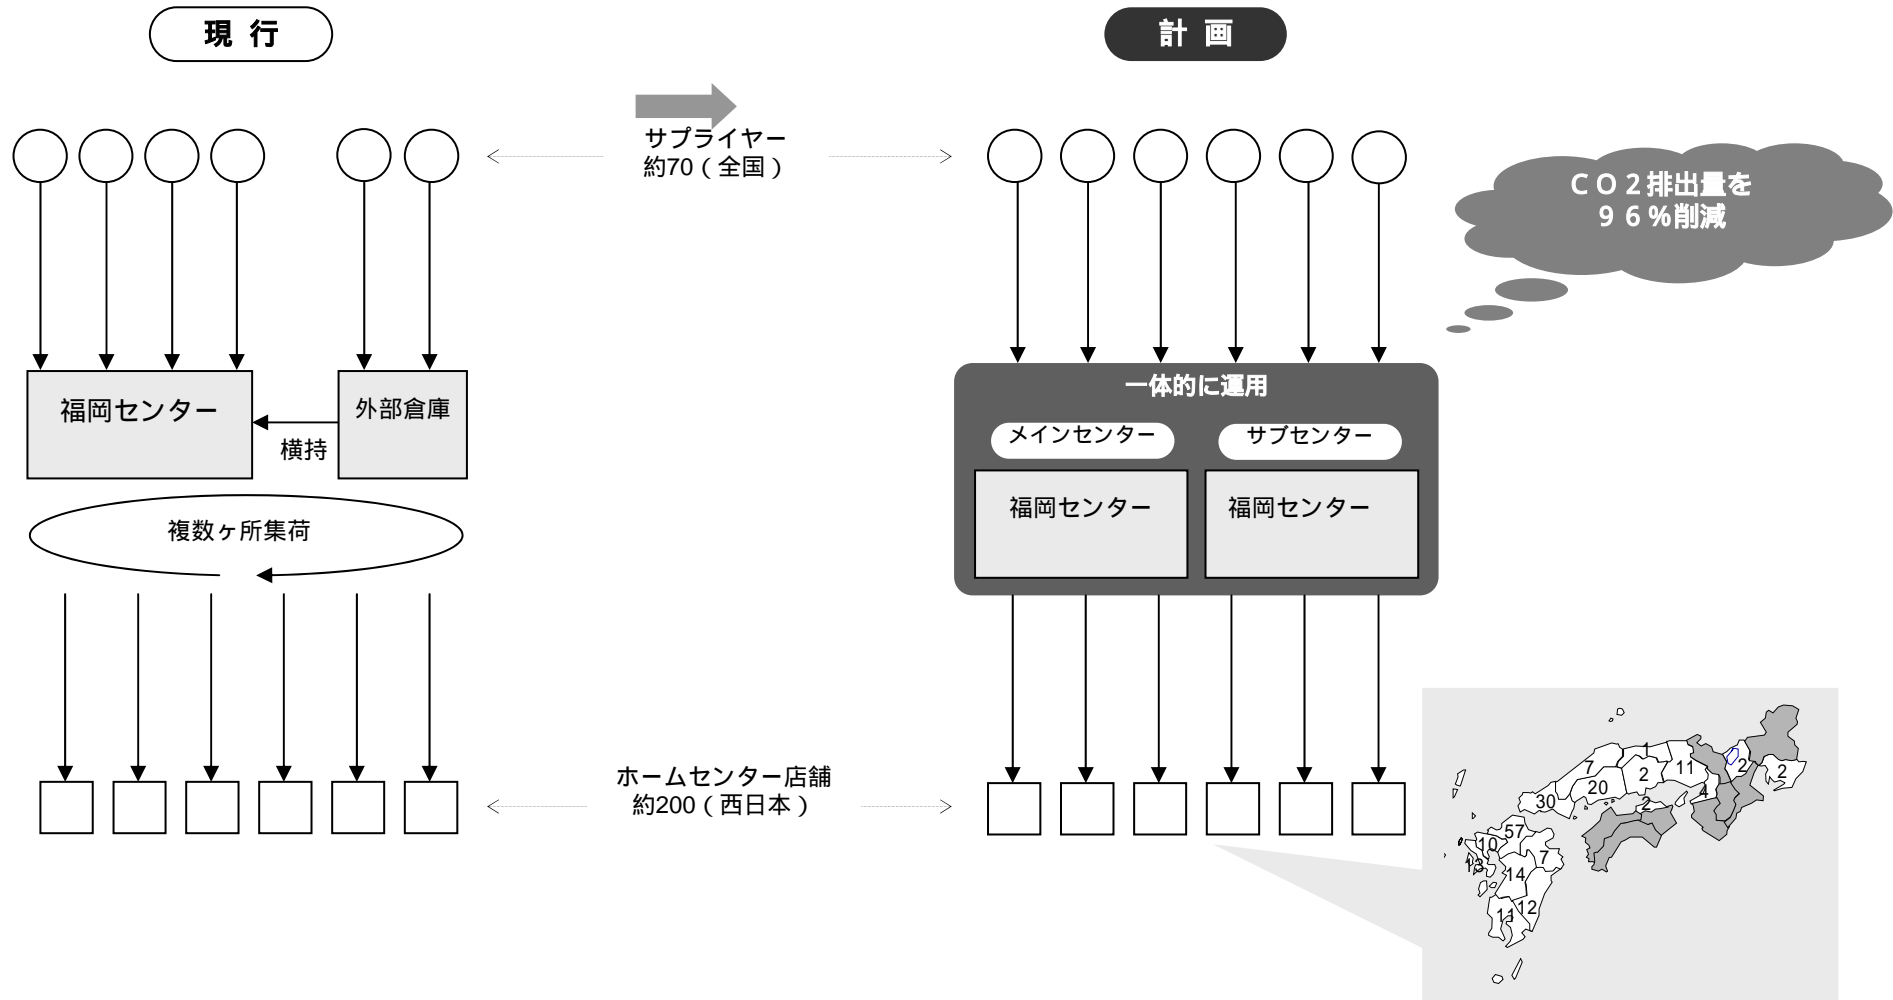 現 行
計 画
サプライヤー
約70（全国）
ＣＯ２排出量を
９６％削減
福岡センター
外部倉庫
横持
複数ヶ所集荷
一体的に運用
メインセンター
サブセンター
福岡センター
福岡センター
ホームセンター店舗
約200（西日本）
1
7
2
11
2
2
20
4
30
2
57
10
7
13
14
12
11